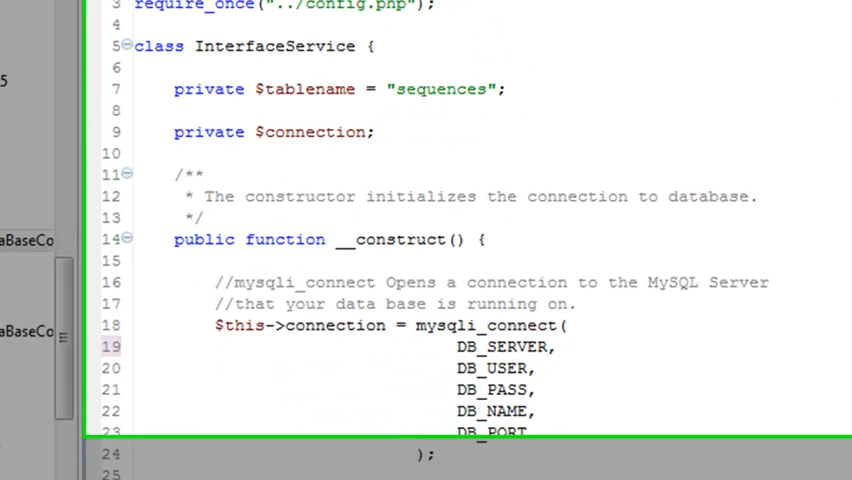 3 require_once("../config.php");
4
5 class InterfaceService {
6
5
7 private $tablename = "sequences";
8
9 private $connection;
10
11 /**
12 * The constructor initializes the connection to database.
13 */
14 public function __construct() {
aBaseCo
15
16 //mysqli_connect Opens a connection to the MySQL Server
17 //that your data base is running on.
18 $this->connection = mysqli_connect(
aBaseCo
19 DB_SERVER,
20 DB_USER,
21 DB_PASS,
22 DB_NAME,
23 DB_PORT
24 );
25